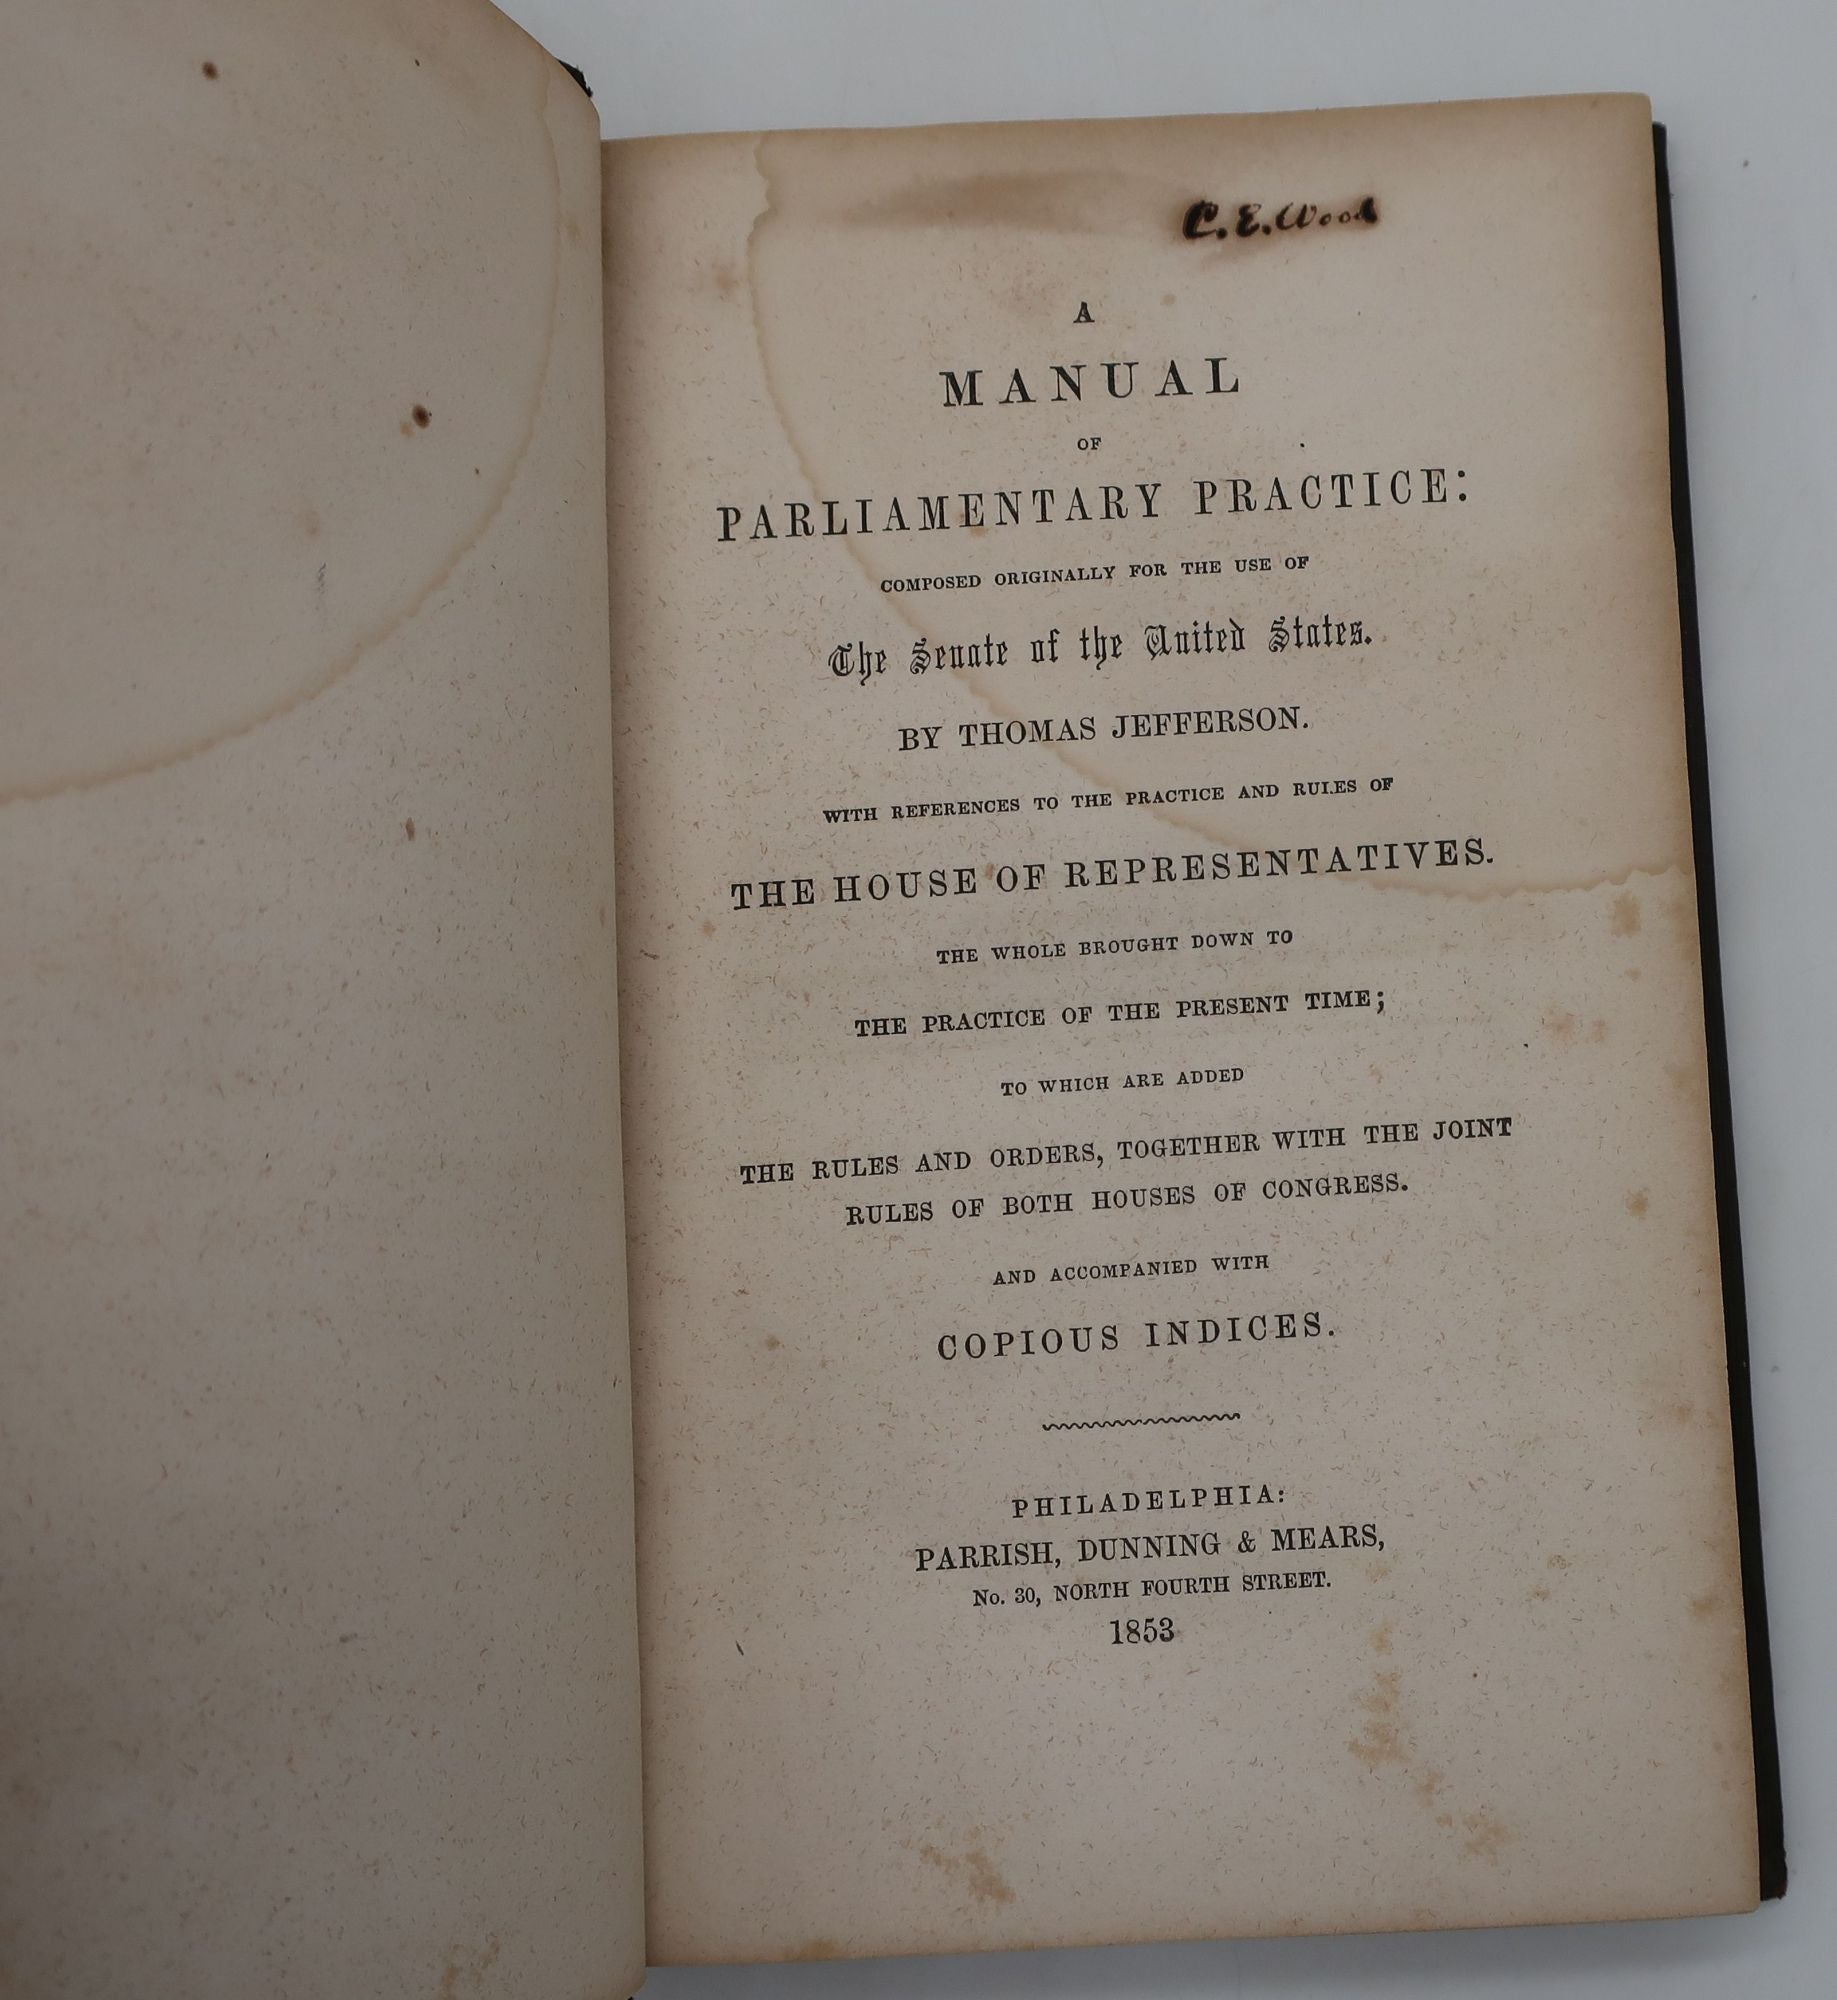 C. E. Wood
A
MANUAL
OF
PARLIAMENTARY PRACTICE:
COMPOSED ORIGINALLY FOR THE USE OF
The Senate of the United States.
BY THOMAS JEFFERSON.
WITH REFERENCES TO THE PRACTICE AND RULES OF
THE HOUSE OF REPRESENTATIVES.
THE WHOLE BROUGHT DOWN TO
THE PRACTICE OF THE PRESENT TIME;
TO WHICH ARE ADDED
THE RULES AND ORDERS, TOGETHER WITH THE JOINT
RULES OF BOTH HOUSES OF CONGRESS.
AND ACCOMPANIED WITH
COPIOUS INDICES.
PHILADELPHIA:
PARRISH, DUNNING & MEARS,
No. 30, NORTH FOURTH STREET.
1853